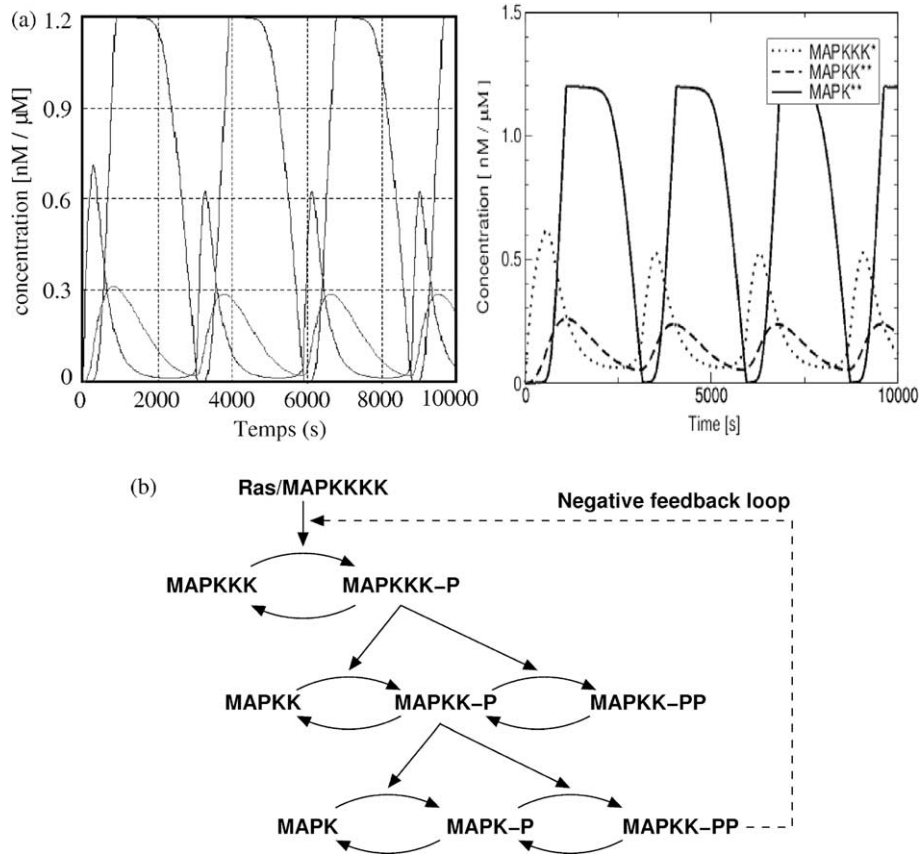 (a)
1.2
0.9
0.6
0.3
0
concentration [nM / μM]
0 2000 4000 6000 8000 10000
Temps (s)
1.5
1.0
0.5
0.0
Concentration [ nM / μM ]
MAPKKK*
MAPKK**
MAPK**
0 5000 10000
Time [s]
(b)
Ras/MAPKKKK
Negative feedback loop
MAPKKK MAPKKK–P
MAPKK MAPKK–P MAPKK–PP
MAPK MAPK–P MAPKK–PP